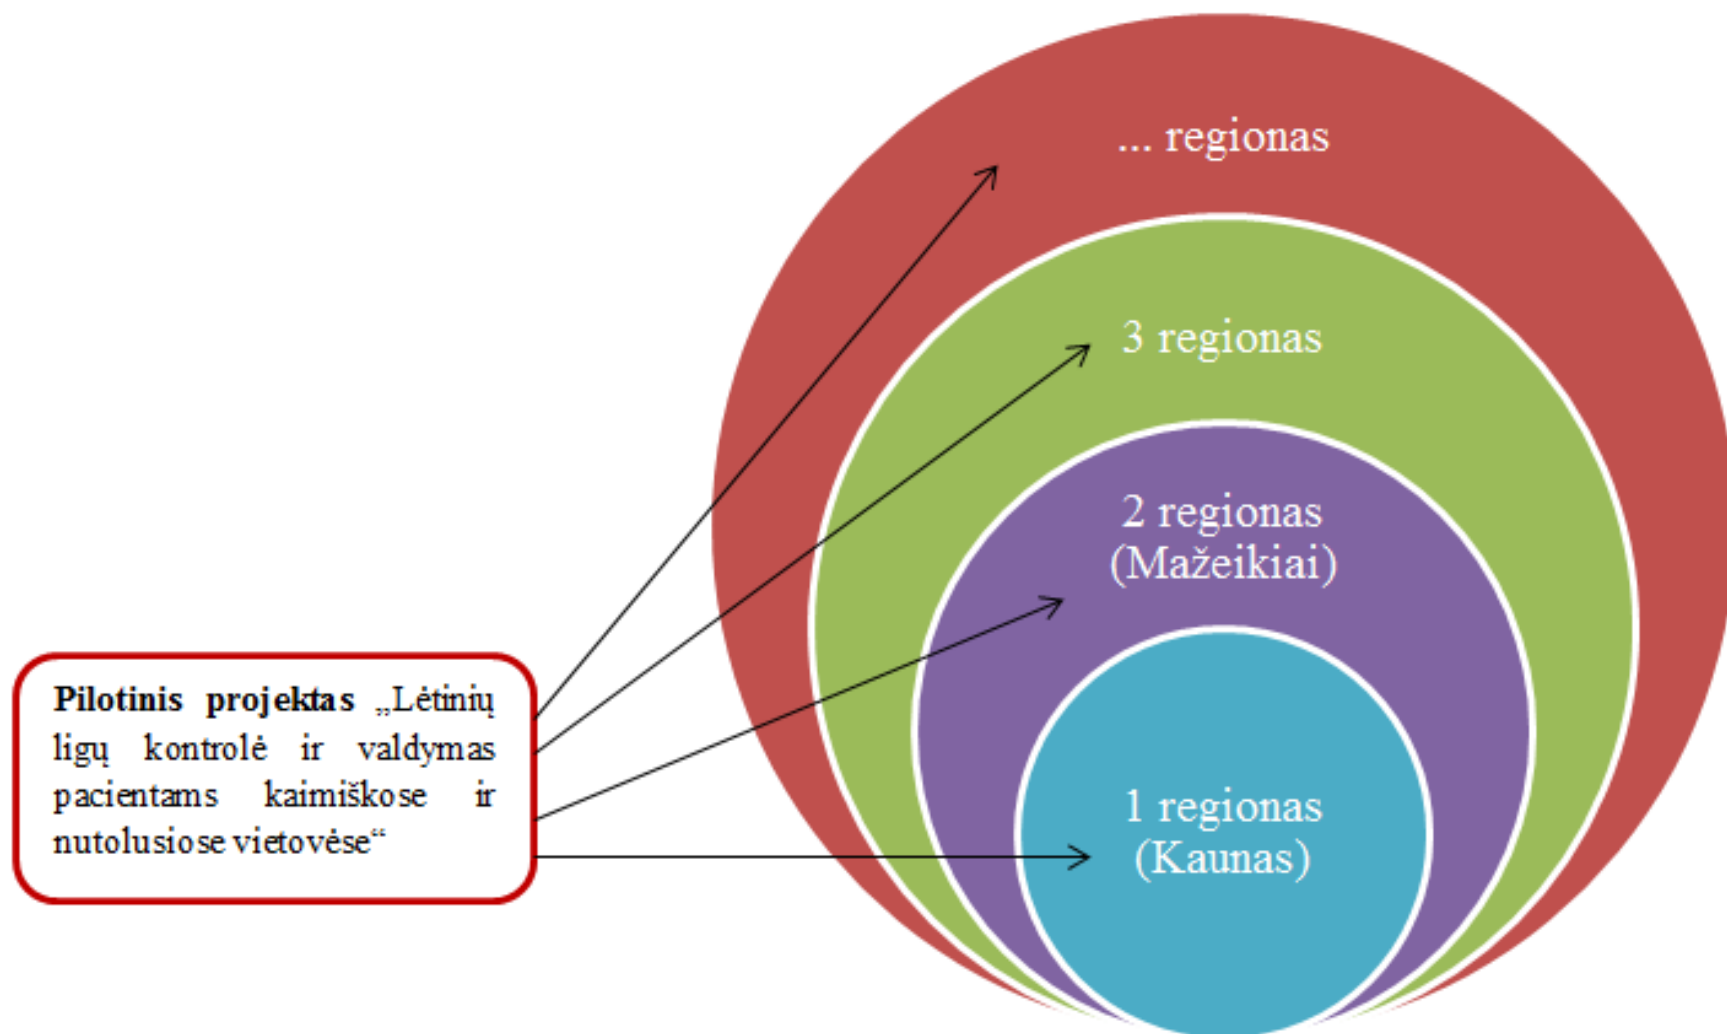 ... regionas
3 regionas
2 regionas
(Mažeikiai)
1 regionas
(Kaunas)
Pilotinis projektas „Lėtinių
ligų kontrolė ir valdymas
pacientams kaimiškose ir
nutolusiose vietovėse“